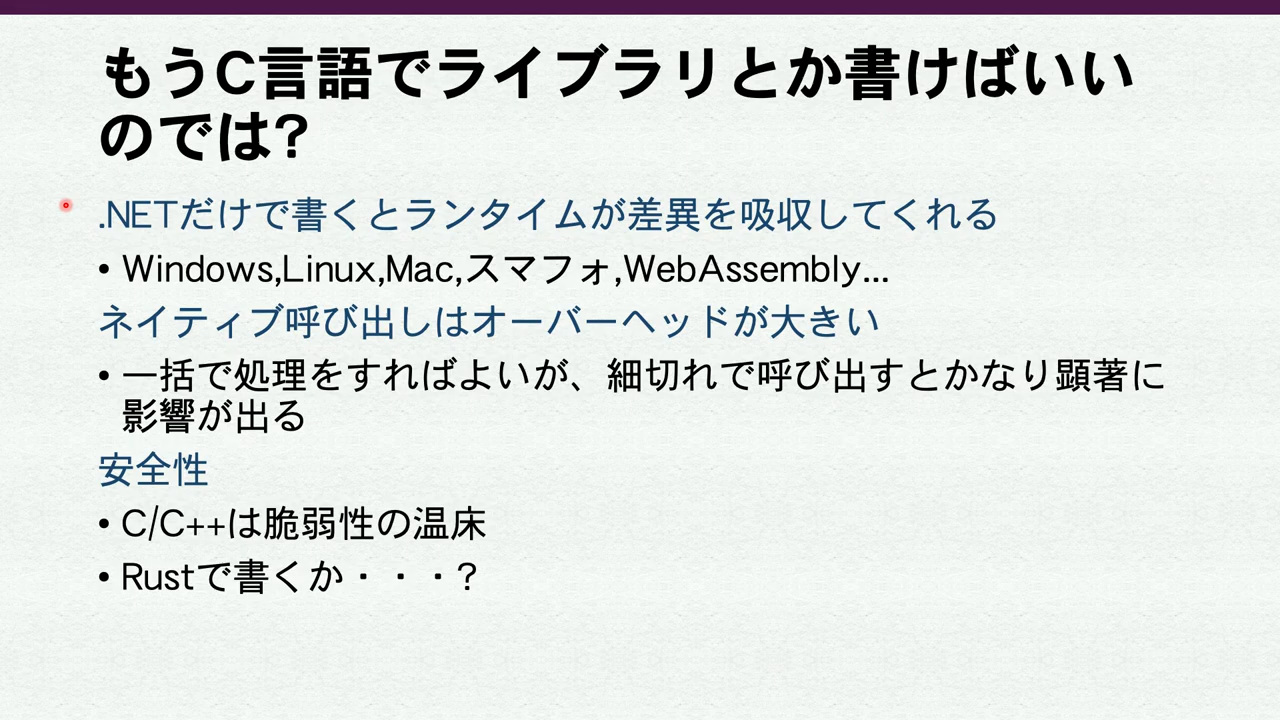 もうC言語でライブラリとか書けばいい
のでは?
.NETだけで書くとランタイムが差異を吸収してくれる
• Windows,Linux,Mac,スマフォ,WebAssembly...
ネイティブ呼び出しはオーバーヘッドが大きい
• 一括で処理をすればよいが、細切れで呼び出すとかなり顕著に
影響が出る
安全性
• C/C++は脆弱性の温床
• Rustで書くか・・・?